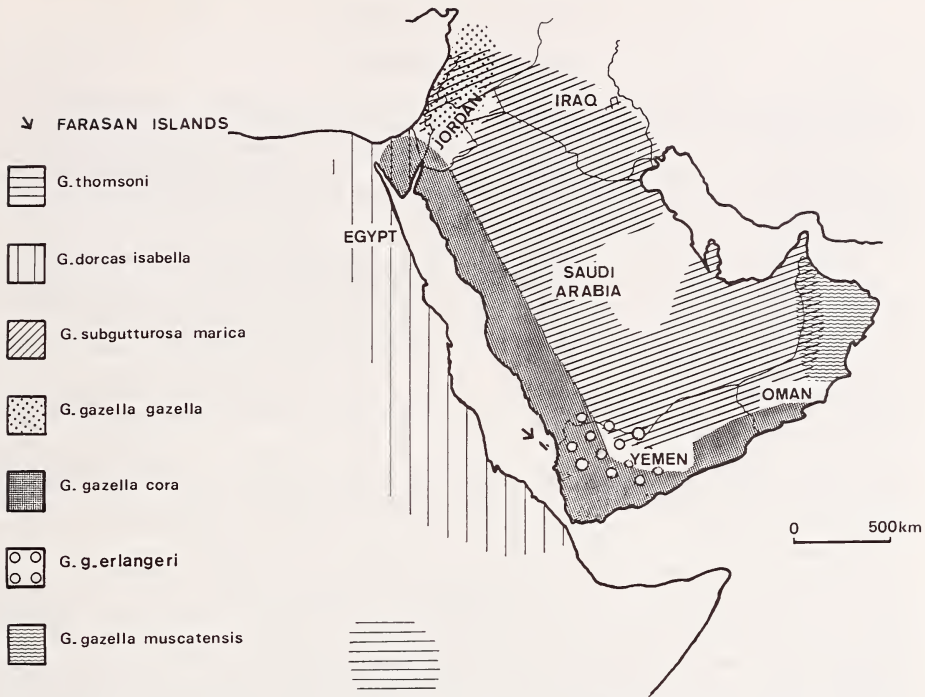 FARASAN ISLANDS
G. thomsoni
G. dorcas isabella
G. subgutturosa marica
G. gazella gazella
G. gazella cora
G. g. erlangeri
G. gazella muscatensis
IRAQ
JORDAN
EGYPT
SAUDI
ARABIA
OMAN
YEMEN
0 500km